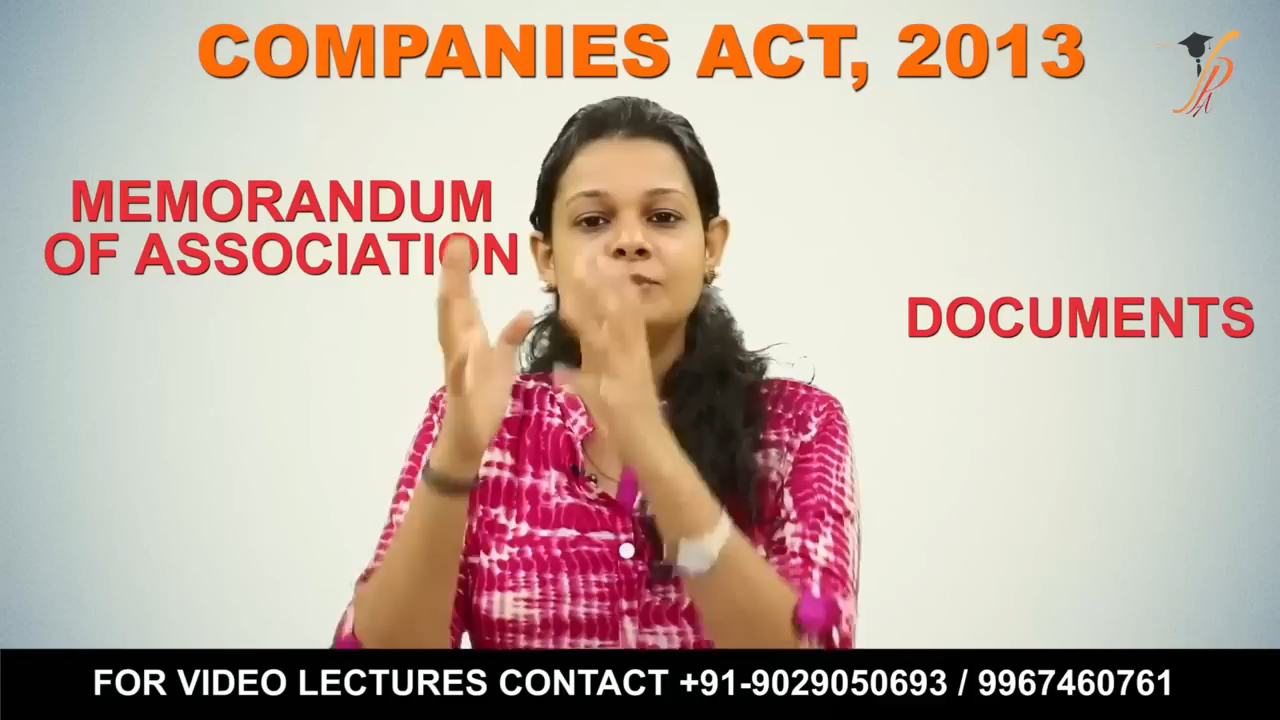 COMPANIES ACT, 2013
MEMORANDUM
OF ASSOCIATION
DOCUMENTS
FOR VIDEO LECTURES CONTACT +91-9029050693 / 9967460761